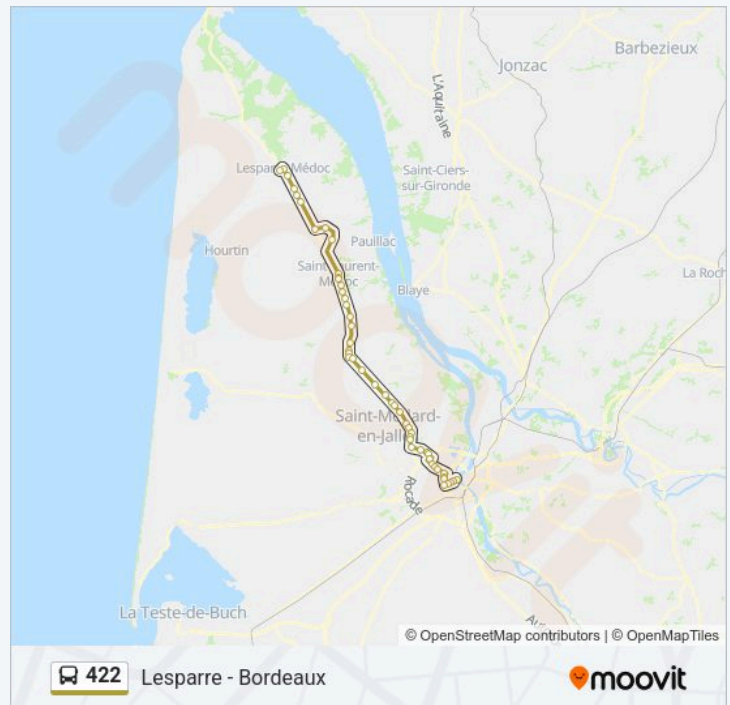 Barbezieux
Jonzac
L'Aquitaine
Lesparre-Médoc
Saint-Ciers-
sur-Gironde
Pauillac
Hourtin
Saint-Laurent-
Médoc
La Roch
Blaye
Saint-Médard-
en-Jalles
Rocade
La Teste-de-Buch
© OpenStreetMap contributors | © OpenMapTiles
422 Lesparre - Bordeaux
moovit